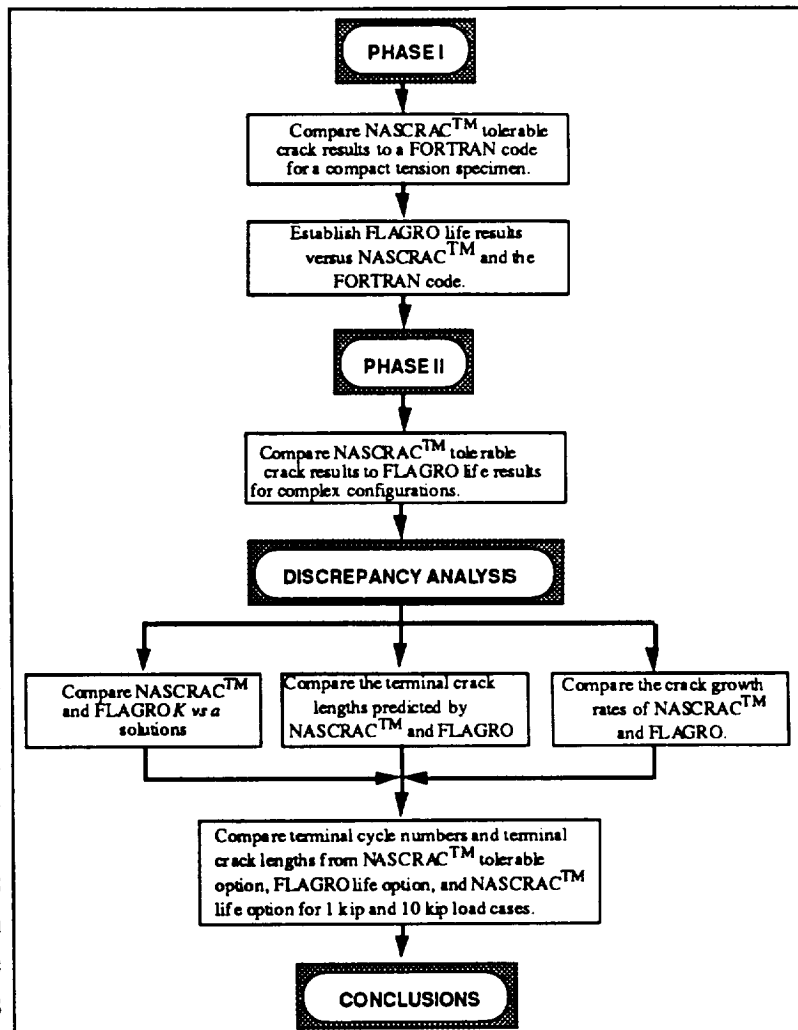 PHASE I
Compare NASCRAC™ tolerable
crack results to a FORTRAN code
for a compact tension specimen.
Establish FLAGRO life results
versus NASCRAC™ and the
FORTRAN code.
PHASE II
Compare NASCRAC™ tolerable
crack results to FLAGRO life results
for complex configurations.
DISCREPANCY ANALYSIS
Compare NASCRAC™
and FLAGRO K vs a
solutions
Compare the terminal crack
lengths predicted by
NASCRAC™ and FLAGRO
Compare the crack growth
rates of NASCRAC™
and FLAGRO.
Compare terminal cycle numbers and terminal
crack lengths from NASCRAC™ tolerable
option, FLAGRO life option, and NASCRAC™
life option for 1 kip and 10 kip load cases.
CONCLUSIONS